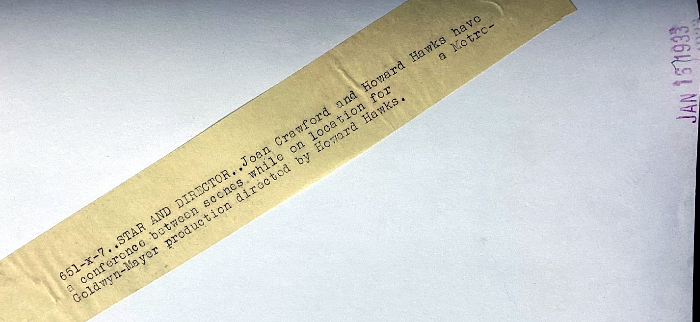 651-x-7..STAR AND DIRECTOR..Joan Crawford and Howard Hawks have
a conference between scenes while on location for a Metro-
Goldwyn-Mayer production directed by Howard Hawks.
JAN 16 1933